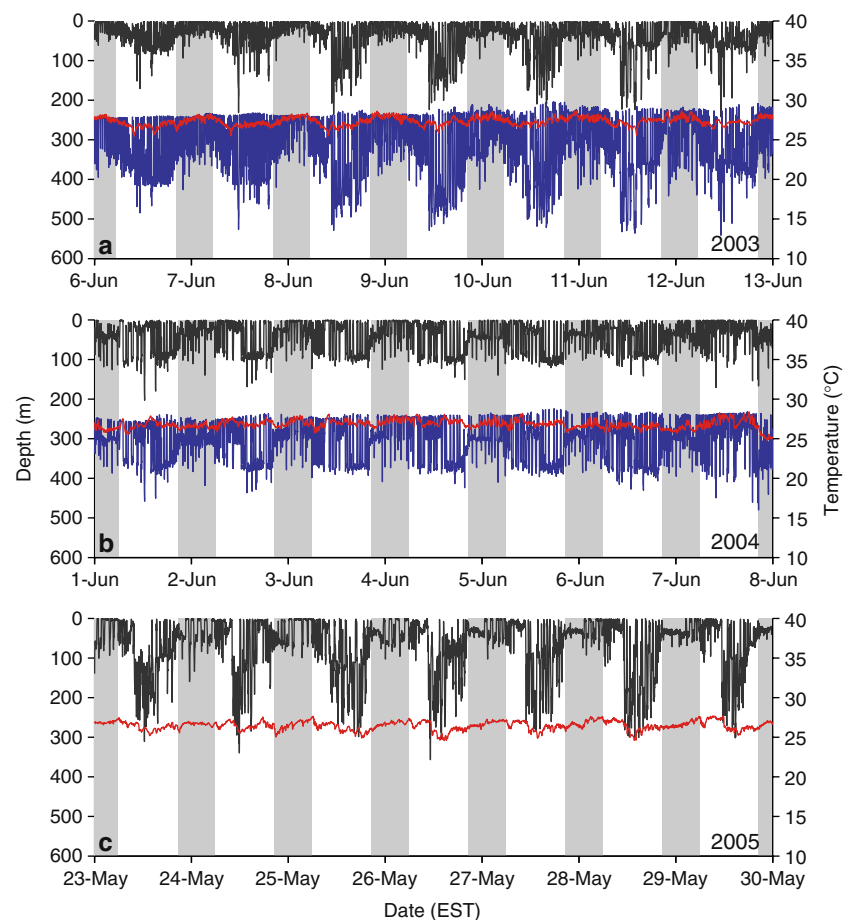 0 40
100 35
200 30
300 25
400 20
500 15
600 a 2003 10
6-Jun 7-Jun 8-Jun 9-Jun 10-Jun 11-Jun 12-Jun 13-Jun
0 40
100 35
200 30
Depth (m) 300 25 Temperature (°C)
400 20
500 15
600 b 2004 10
1-Jun 2-Jun 3-Jun 4-Jun 5-Jun 6-Jun 7-Jun 8-Jun
0 40
100 35
200 30
300 25
400 20
500 15
600 c 2005 10
23-May 24-May 25-May 26-May 27-May 28-May 29-May 30-May
Date (EST)